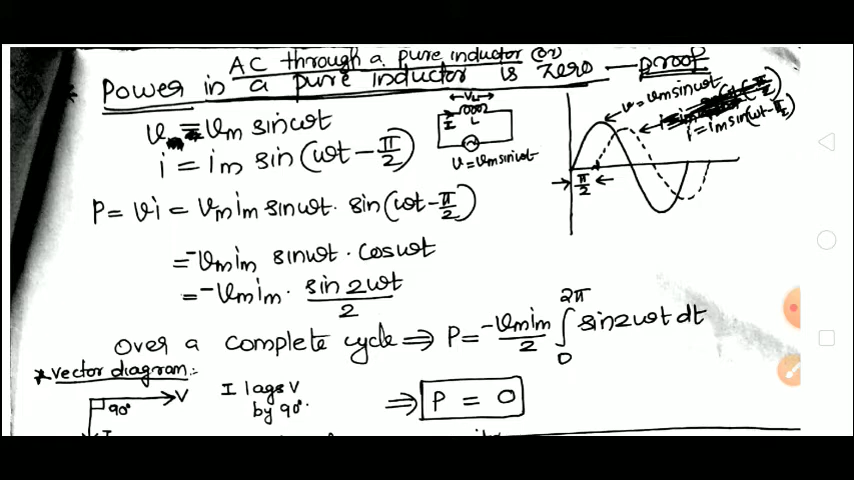 AC through a pure inductor (or)
Power in a pure inductor is zero — proof
v = vm sinωt
i = im sin(ωt - π/2)
VL
I
L
v = vm sinωt
v = vm sinωt
i = im sin(ωt - π/2)
π/2
P = vi = vm im sinωt . sin(ωt - π/2)
= -vm im sinωt . cosωt
= -vm im . sin2ωt/2
Over a complete cycle ⇒ P = -vm im/2 ∫₀^2π sin2ωt dt
* vector diagram:-
90° V
I
I lags V
by 90°.
⇒ P = 0